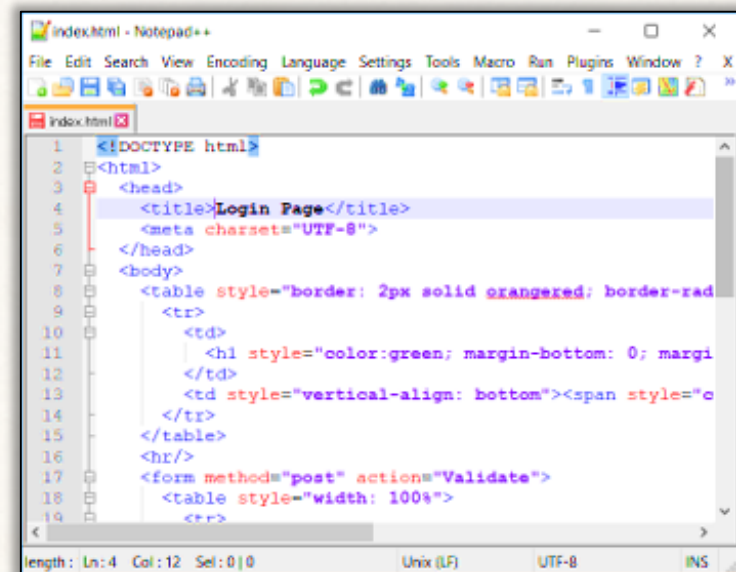 index.html - Notepad++
File Edit Search View Encoding Language Settings Tools Macro Run Plugins Window ? X
index.html
1 <!DOCTYPE html>
2 <html>
3 <head>
4 <title>Login Page</title>
5 <meta charset="UTF-8">
6 </head>
7 <body>
8 <table style="border: 2px solid orangered; border-rad
9 <tr>
10 <td>
11 <h1 style="color:green; margin-bottom: 0; margi
12 </td>
13 <td style="vertical-align: bottom"><span style="c
14 </tr>
15 </table>
16 <hr/>
17 <form method="post" action="Validate">
18 <table style="width: 100%">
19 <tr>
length : Ln : 4 Col : 12 Sel : 0 | 0 Unix (LF) UTF-8 INS